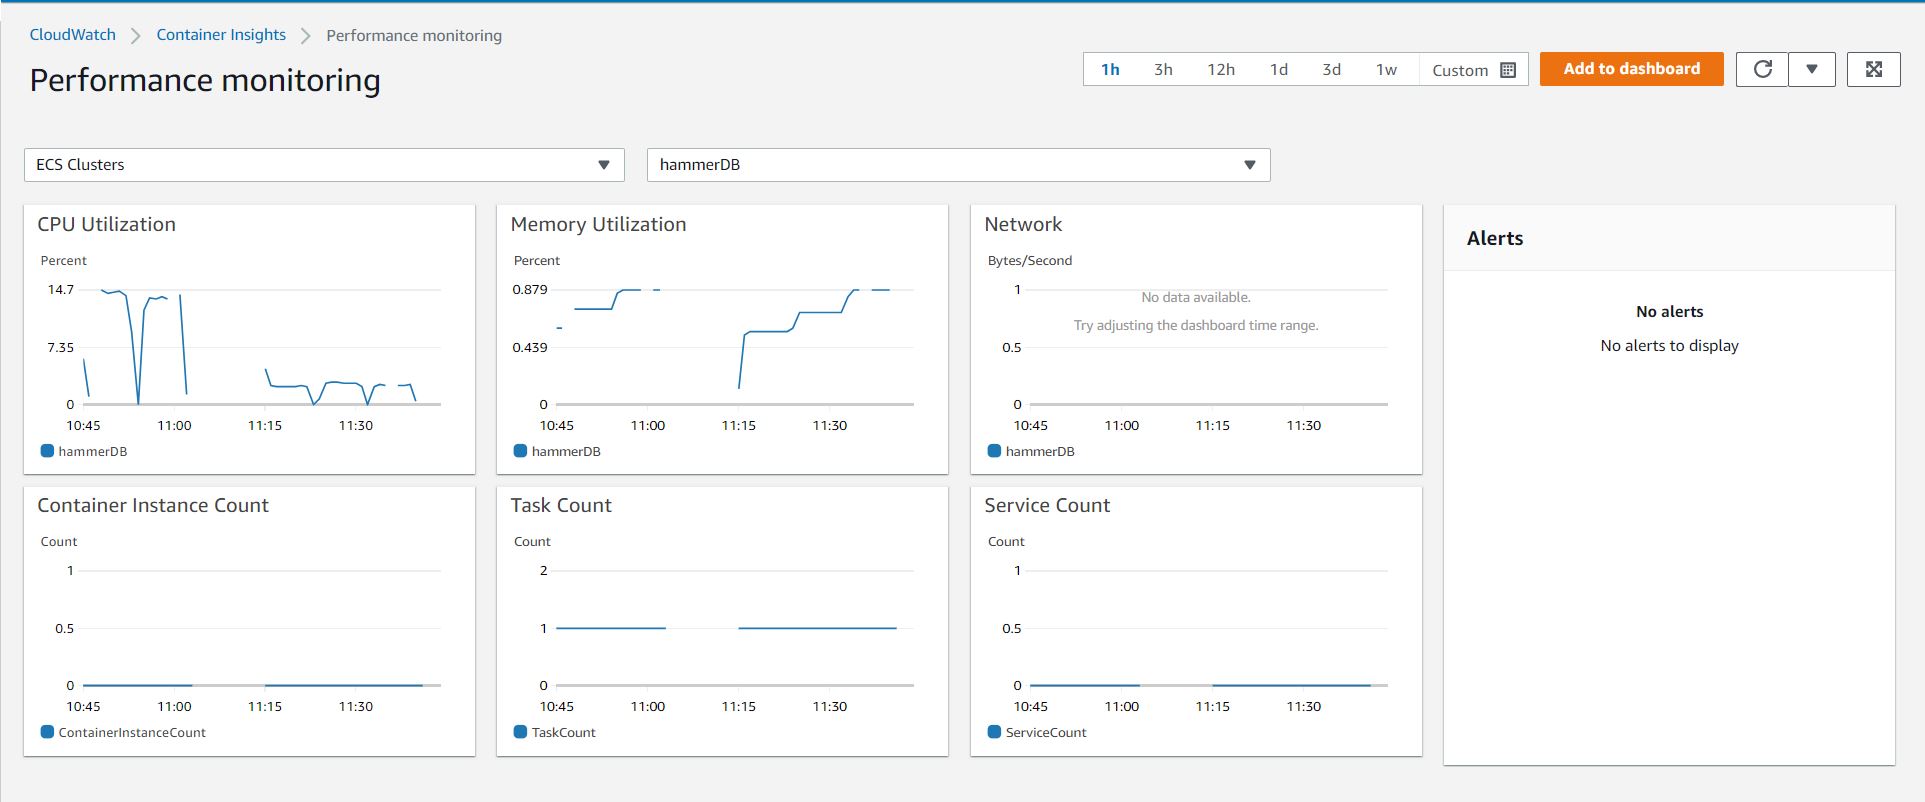 CloudWatch > Container Insights > Performance monitoring
Performance monitoring
1h 3h 12h 1d 3d 1w Custom
Add to dashboard
ECS Clusters
hammerDB
CPU Utilization
Percent
14.7
7.35
0
10:45 11:00 11:15 11:30
hammerDB
Memory Utilization
Percent
0.879
0.439
0
10:45 11:00 11:15 11:30
hammerDB
Network
Bytes/Second
1
No data available.
Try adjusting the dashboard time range.
0.5
0
10:45 11:00 11:15 11:30
hammerDB
Alerts
No alerts
No alerts to display
Container Instance Count
Count
1
0.5
0
10:45 11:00 11:15 11:30
ContainerInstanceCount
Task Count
Count
2
1
0
10:45 11:00 11:15 11:30
TaskCount
Service Count
Count
1
0.5
0
10:45 11:00 11:15 11:30
ServiceCount